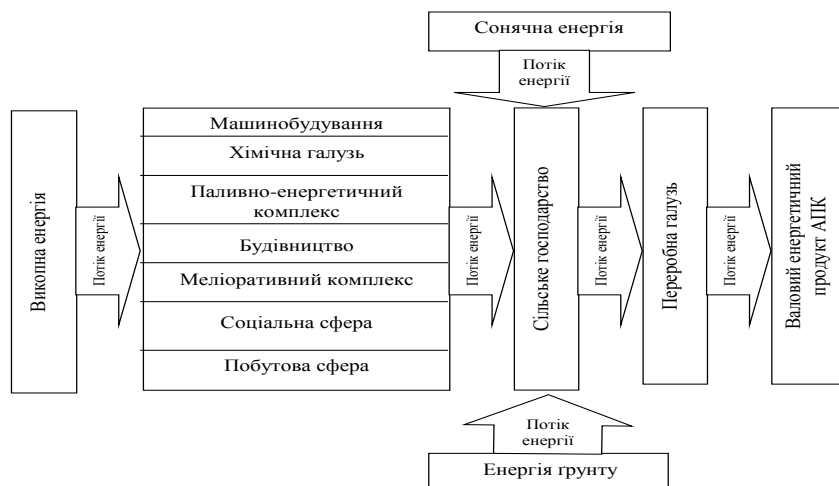 Сонячна енергія
Потік
енергії
Викопна енергія
Потік енергії
Машинобудування
Хімічна галузь
Паливно-енергетичний
комплекс
Будівництво
Меліоративний комплекс
Соціальна сфера
Побутова сфера
Потік енергії
Сільське господарство
Потік енергії
Переробна галузь
Потік енергії
Валовий енергетичний
продукт АПК
Потік
енергії
Енергія ґрунту